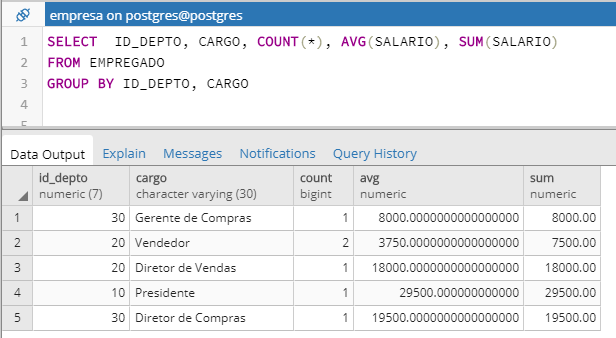 empresa on postgres@postgres
1 SELECT ID_DEPTO, CARGO, COUNT(*), AVG(SALARIO), SUM(SALARIO)
2 FROM EMPREGADO
3 GROUP BY ID_DEPTO, CARGO
4
5
Data Output Explain Messages Notifications Query History
id_depto cargo count avg sum
numeric (7) character varying (30) bigint numeric numeric
1 30 Gerente de Compras 1 8000.0000000000000000 8000.00
2 20 Vendedor 2 3750.0000000000000000 7500.00
3 20 Diretor de Vendas 1 18000.0000000000000000 18000.00
4 10 Presidente 1 29500.000000000000 29500.00
5 30 Diretor de Compras 1 19500.0000000000000000 19500.00